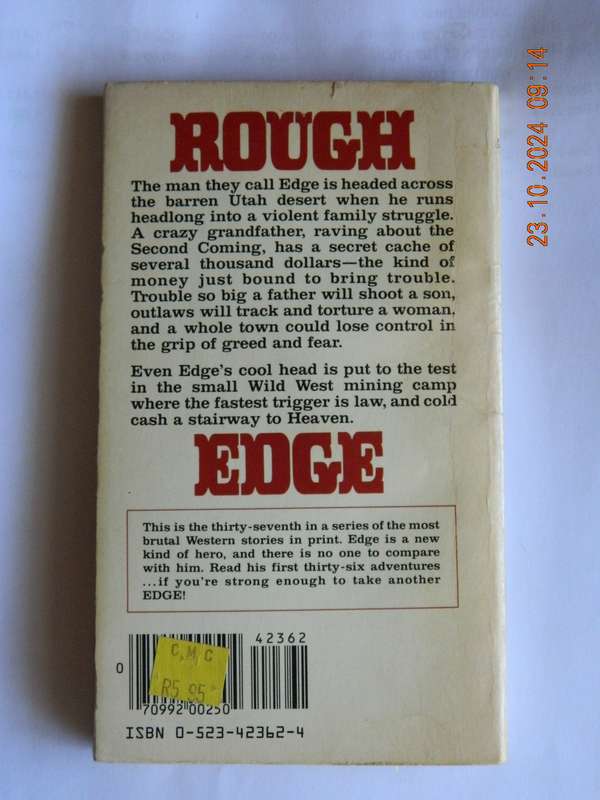 ROUGH
The man they call Edge is headed across
the barren Utah desert when he runs
headlong into a violent family struggle.
A crazy grandfather, raving about the
Second Coming, has a secret cache of
several thousand dollars—the kind of
money just bound to bring trouble.
Trouble so big a father will shoot a son,
outlaws will track and torture a woman,
and a whole town could lose control in
the grip of greed and fear.
Even Edge's cool head is put to the test
in the small Wild West mining camp
where the fastest trigger is law, and cold
cash a stairway to Heaven.
EDGE
This is the thirty-seventh in a series of the most
brutal Western stories in print. Edge is a new
kind of hero, and there is no one to compare
with him. Read his first thirty-six adventures
...if you're strong enough to take another
EDGE!
42362
C.M.C
R5.95
0
70992 00250
ISBN 0-523-42362-4
23.10.2024 09:14